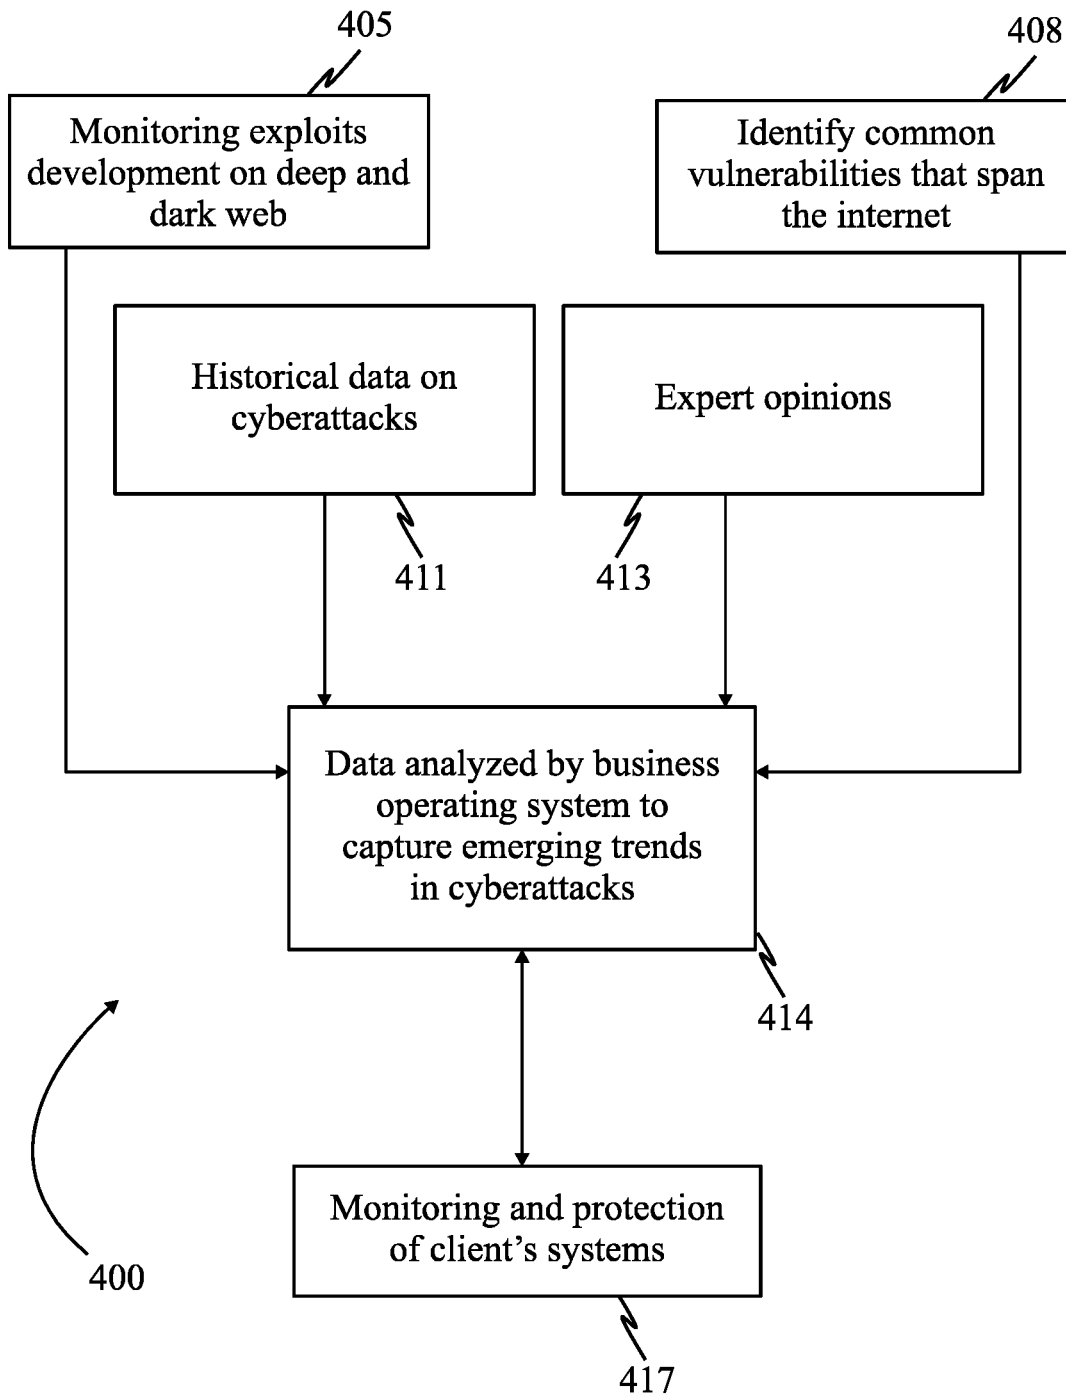 405
408
Monitoring exploits
development on deep and
dark web
Identify common
vulnerabilities that span
the internet
Historical data on
cyberattacks
Expert opinions
411
413
Data analyzed by business
operating system to
capture emerging trends
in cyberattacks
414
Monitoring and protection
of client’s systems
400
417